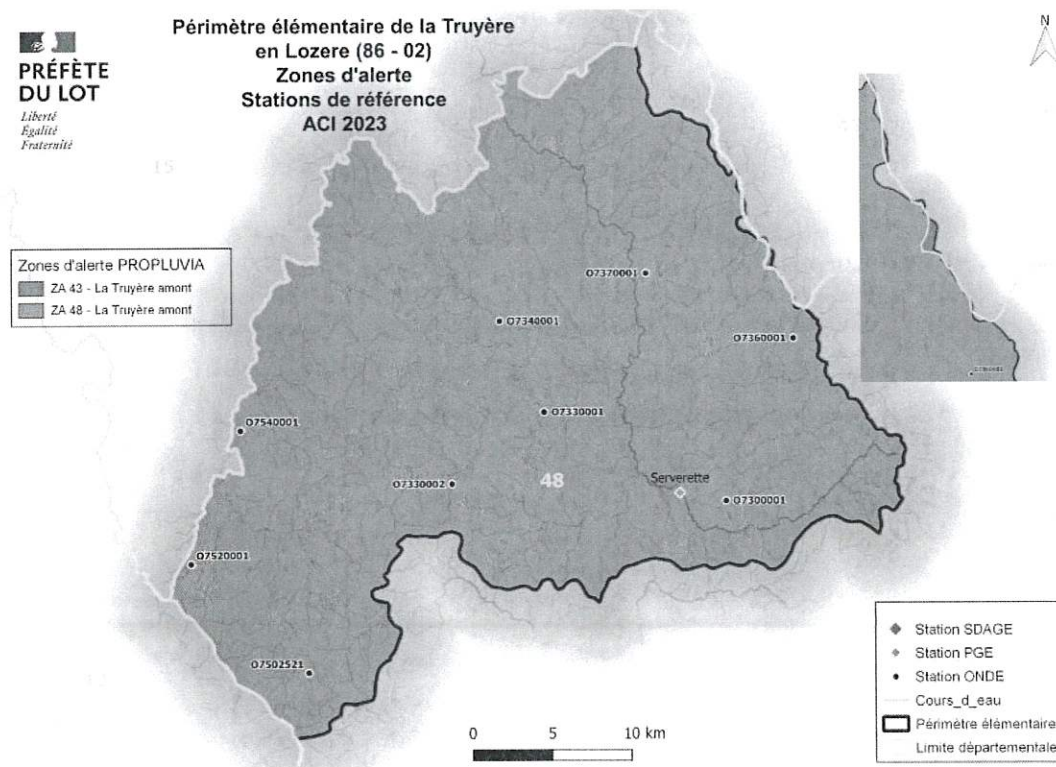 PRÉFÈTE
DU LOT
Liberté
Égalité
Fraternité
Périmètre élémentaire de la Truyère
en Lozere (86 - 02)
Zones d'alerte
Stations de référence
ACI 2023
N
15
Zones d'alerte PROPLUVIA
ZA 43 - La Truyère amont
ZA 48 - La Truyère amont
O7370001
O7340001
O7360001
O7330001
O7540001
O7330002
48
Serverette
O7300001
O7520001
O7502521
Station SDAGE
Station PGE
Station ONDE
Cours_d_eau
Périmètre élémentaire
Limite départementale
0 5 10 km